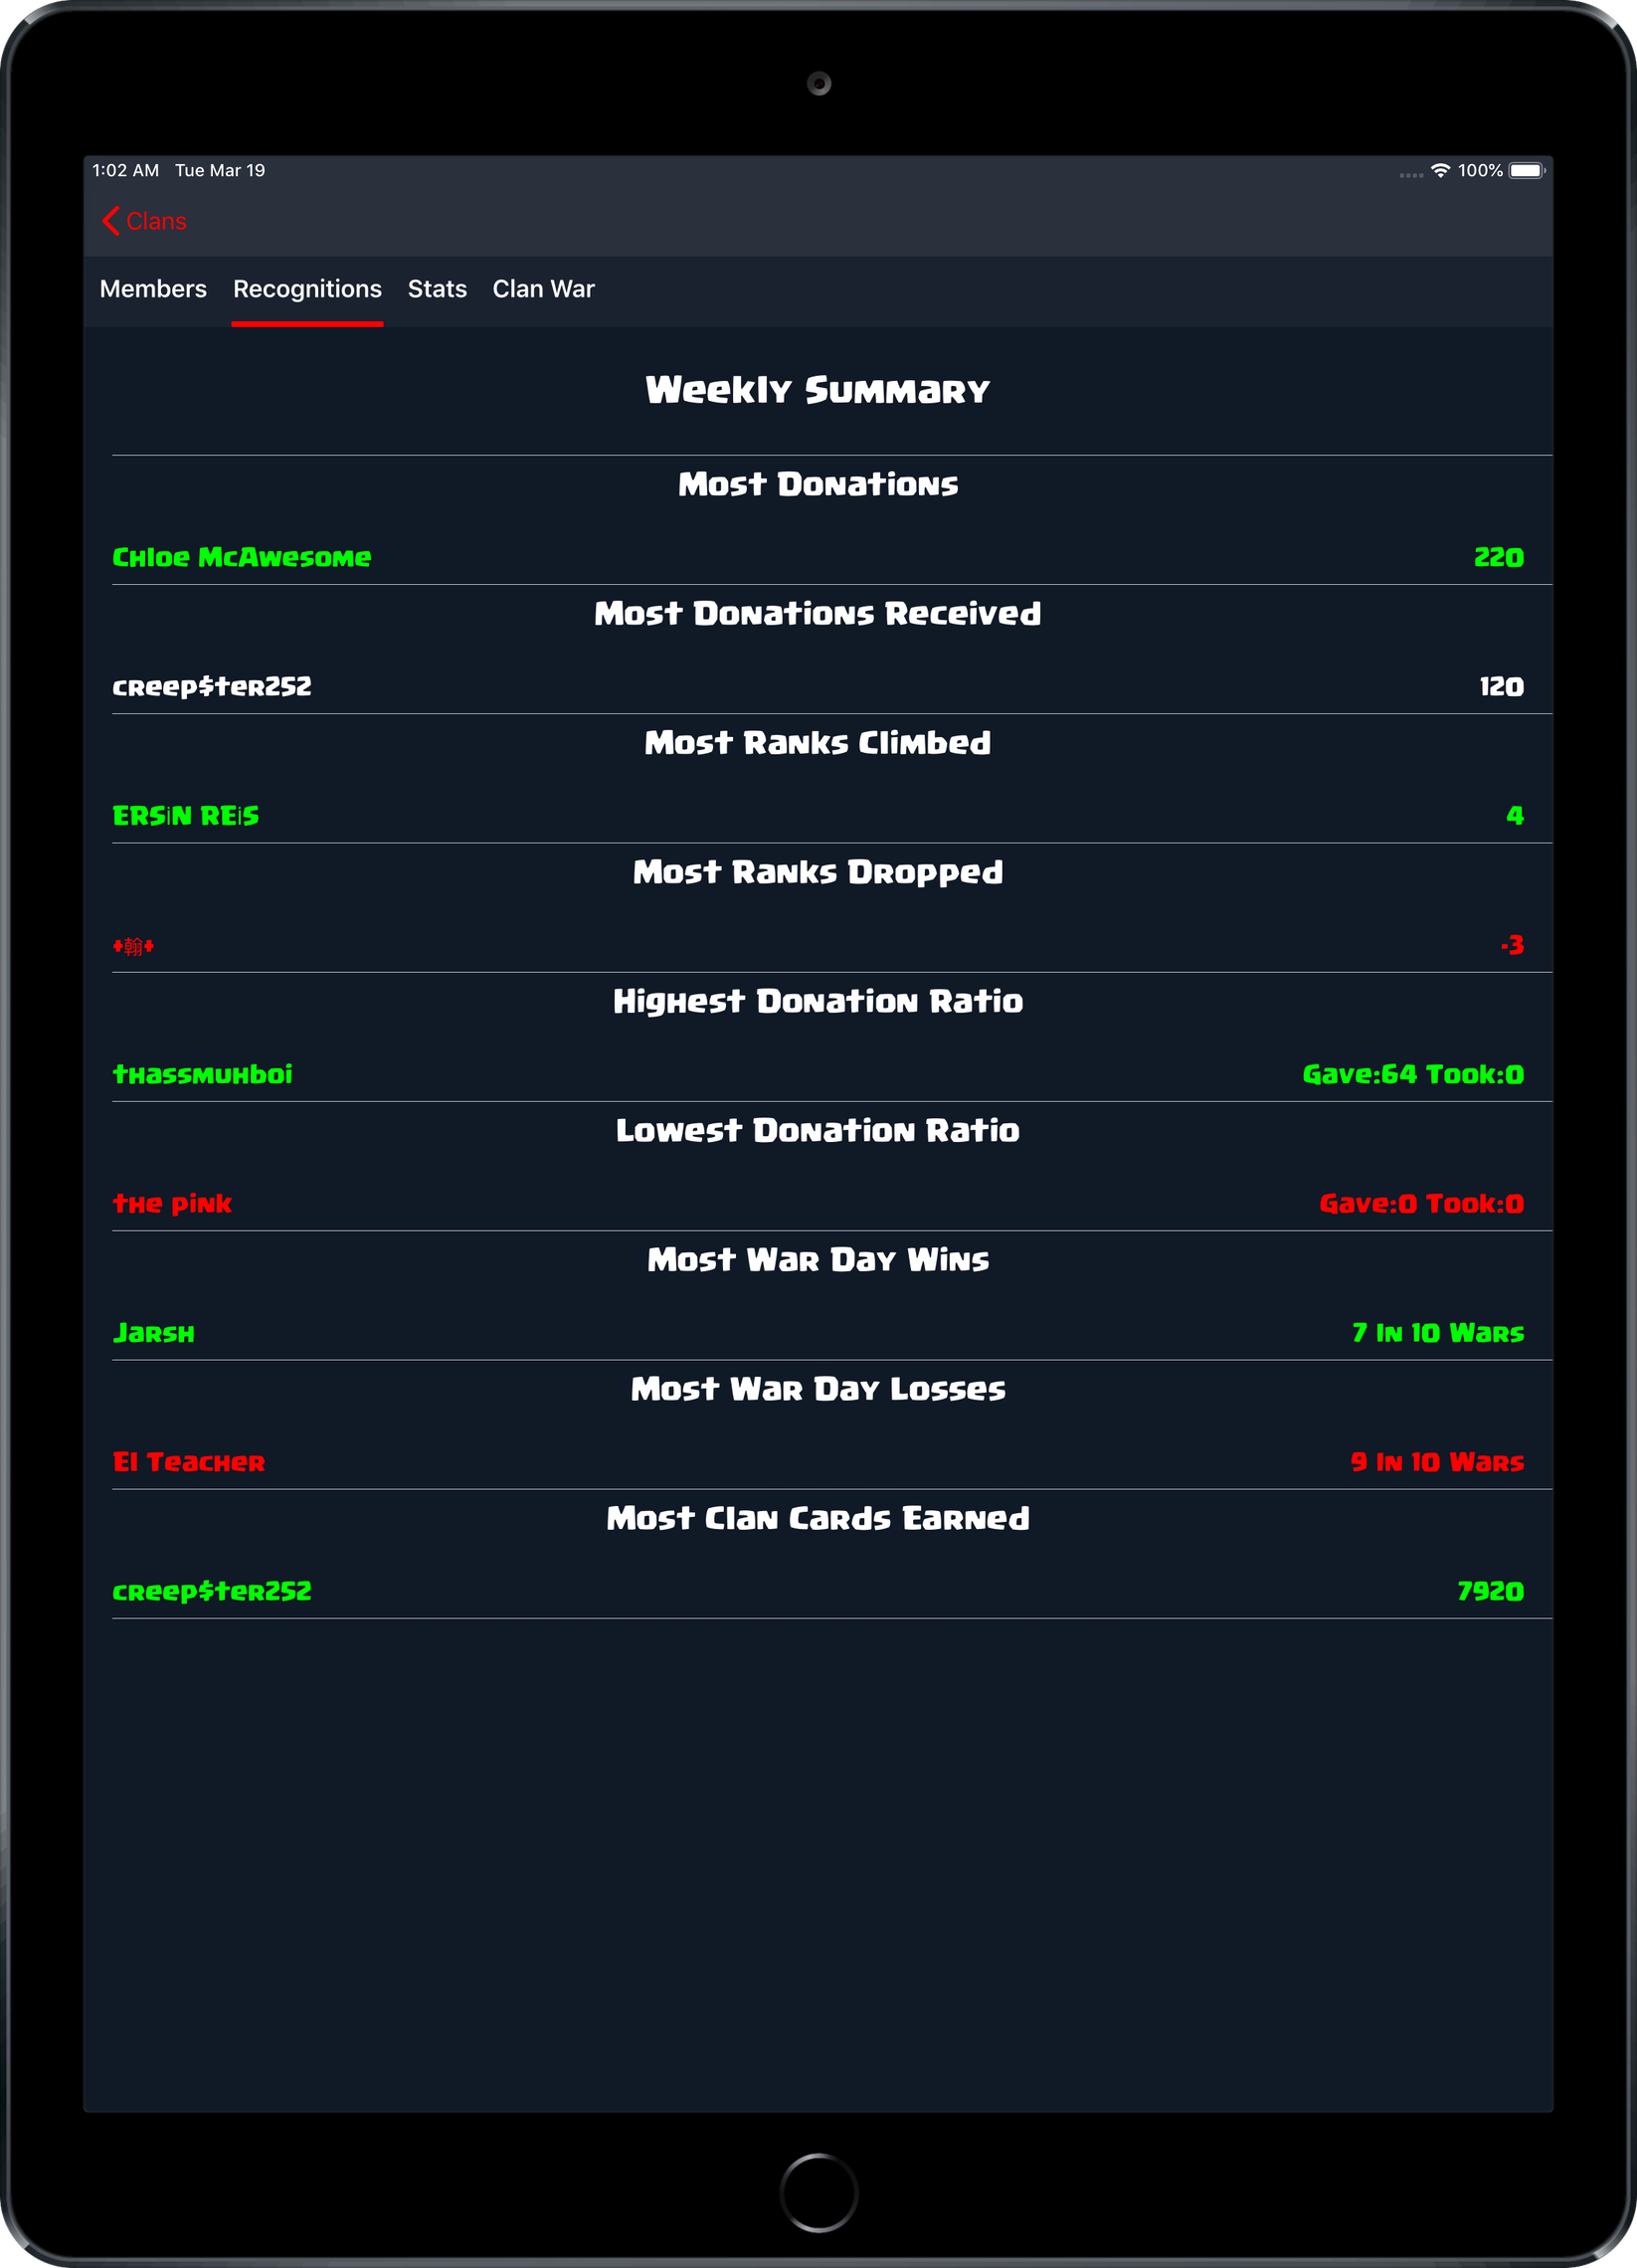 1:02 AM Tue Mar 19 100%
Clans
Members Recognitions Stats Clan War
Weekly Summary
Most Donations
Chloe McAwesome 220
Most Donations Received
creep$ter252 120
Most Ranks Climbed
ERSiN REiS 4
Most Ranks Dropped
♦翰♦ -3
Highest Donation Ratio
thassmuhboi Gave:64 Took:0
Lowest Donation Ratio
the pink Gave:0 Took:0
Most War Day Wins
Jarsh 7 In 10 Wars
Most War Day Losses
El Teacher 9 In 10 Wars
Most Clan Cards Earned
creep$ter252 7920